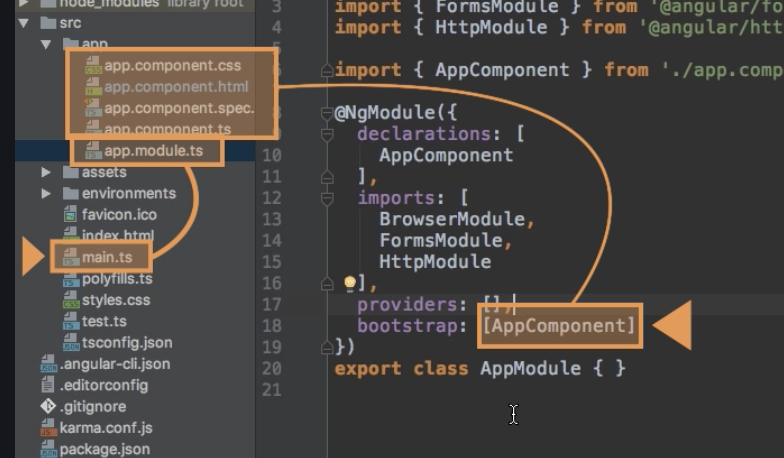 node_modules library root
src
app
app.component.css
app.component.html
app.component.spec.
app.component.ts
app.module.ts
assets
environments
favicon.ico
index.html
main.ts
polyfills.ts
styles.css
test.ts
tsconfig.json
.angular-cli.json
.editorconfig
.gitignore
karma.conf.js
package.json
3 import { FormsModule } from '@angular/fo
4 import { HttpModule } from '@angular/htt
import { AppComponent } from './app.comp
@NgModule({
declarations: [
10 AppComponent
11 ],
12 imports: [
13 BrowserModule,
14 FormsModule,
15 HttpModule
16 ],
17 providers: [],
18 bootstrap: [AppComponent]
19 })
20 export class AppModule { }
21